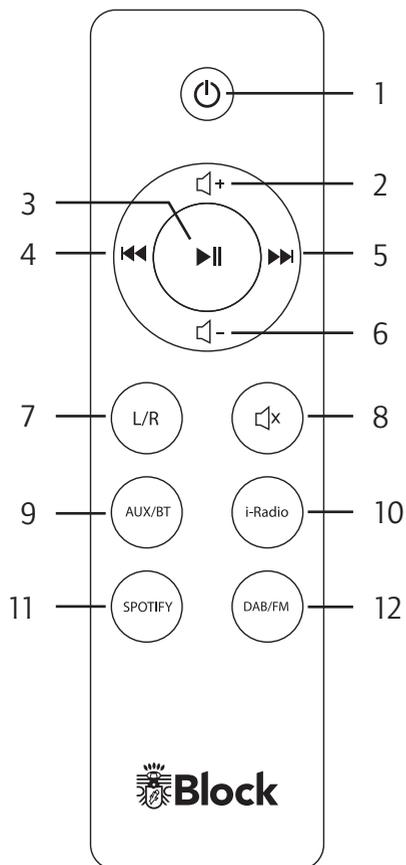 1
+ 2
3
4 5
- 6
7 L/R 8
x
9 AUX/BT i-Radio 10
11 SPOTIFY DAB/FM 12
Block